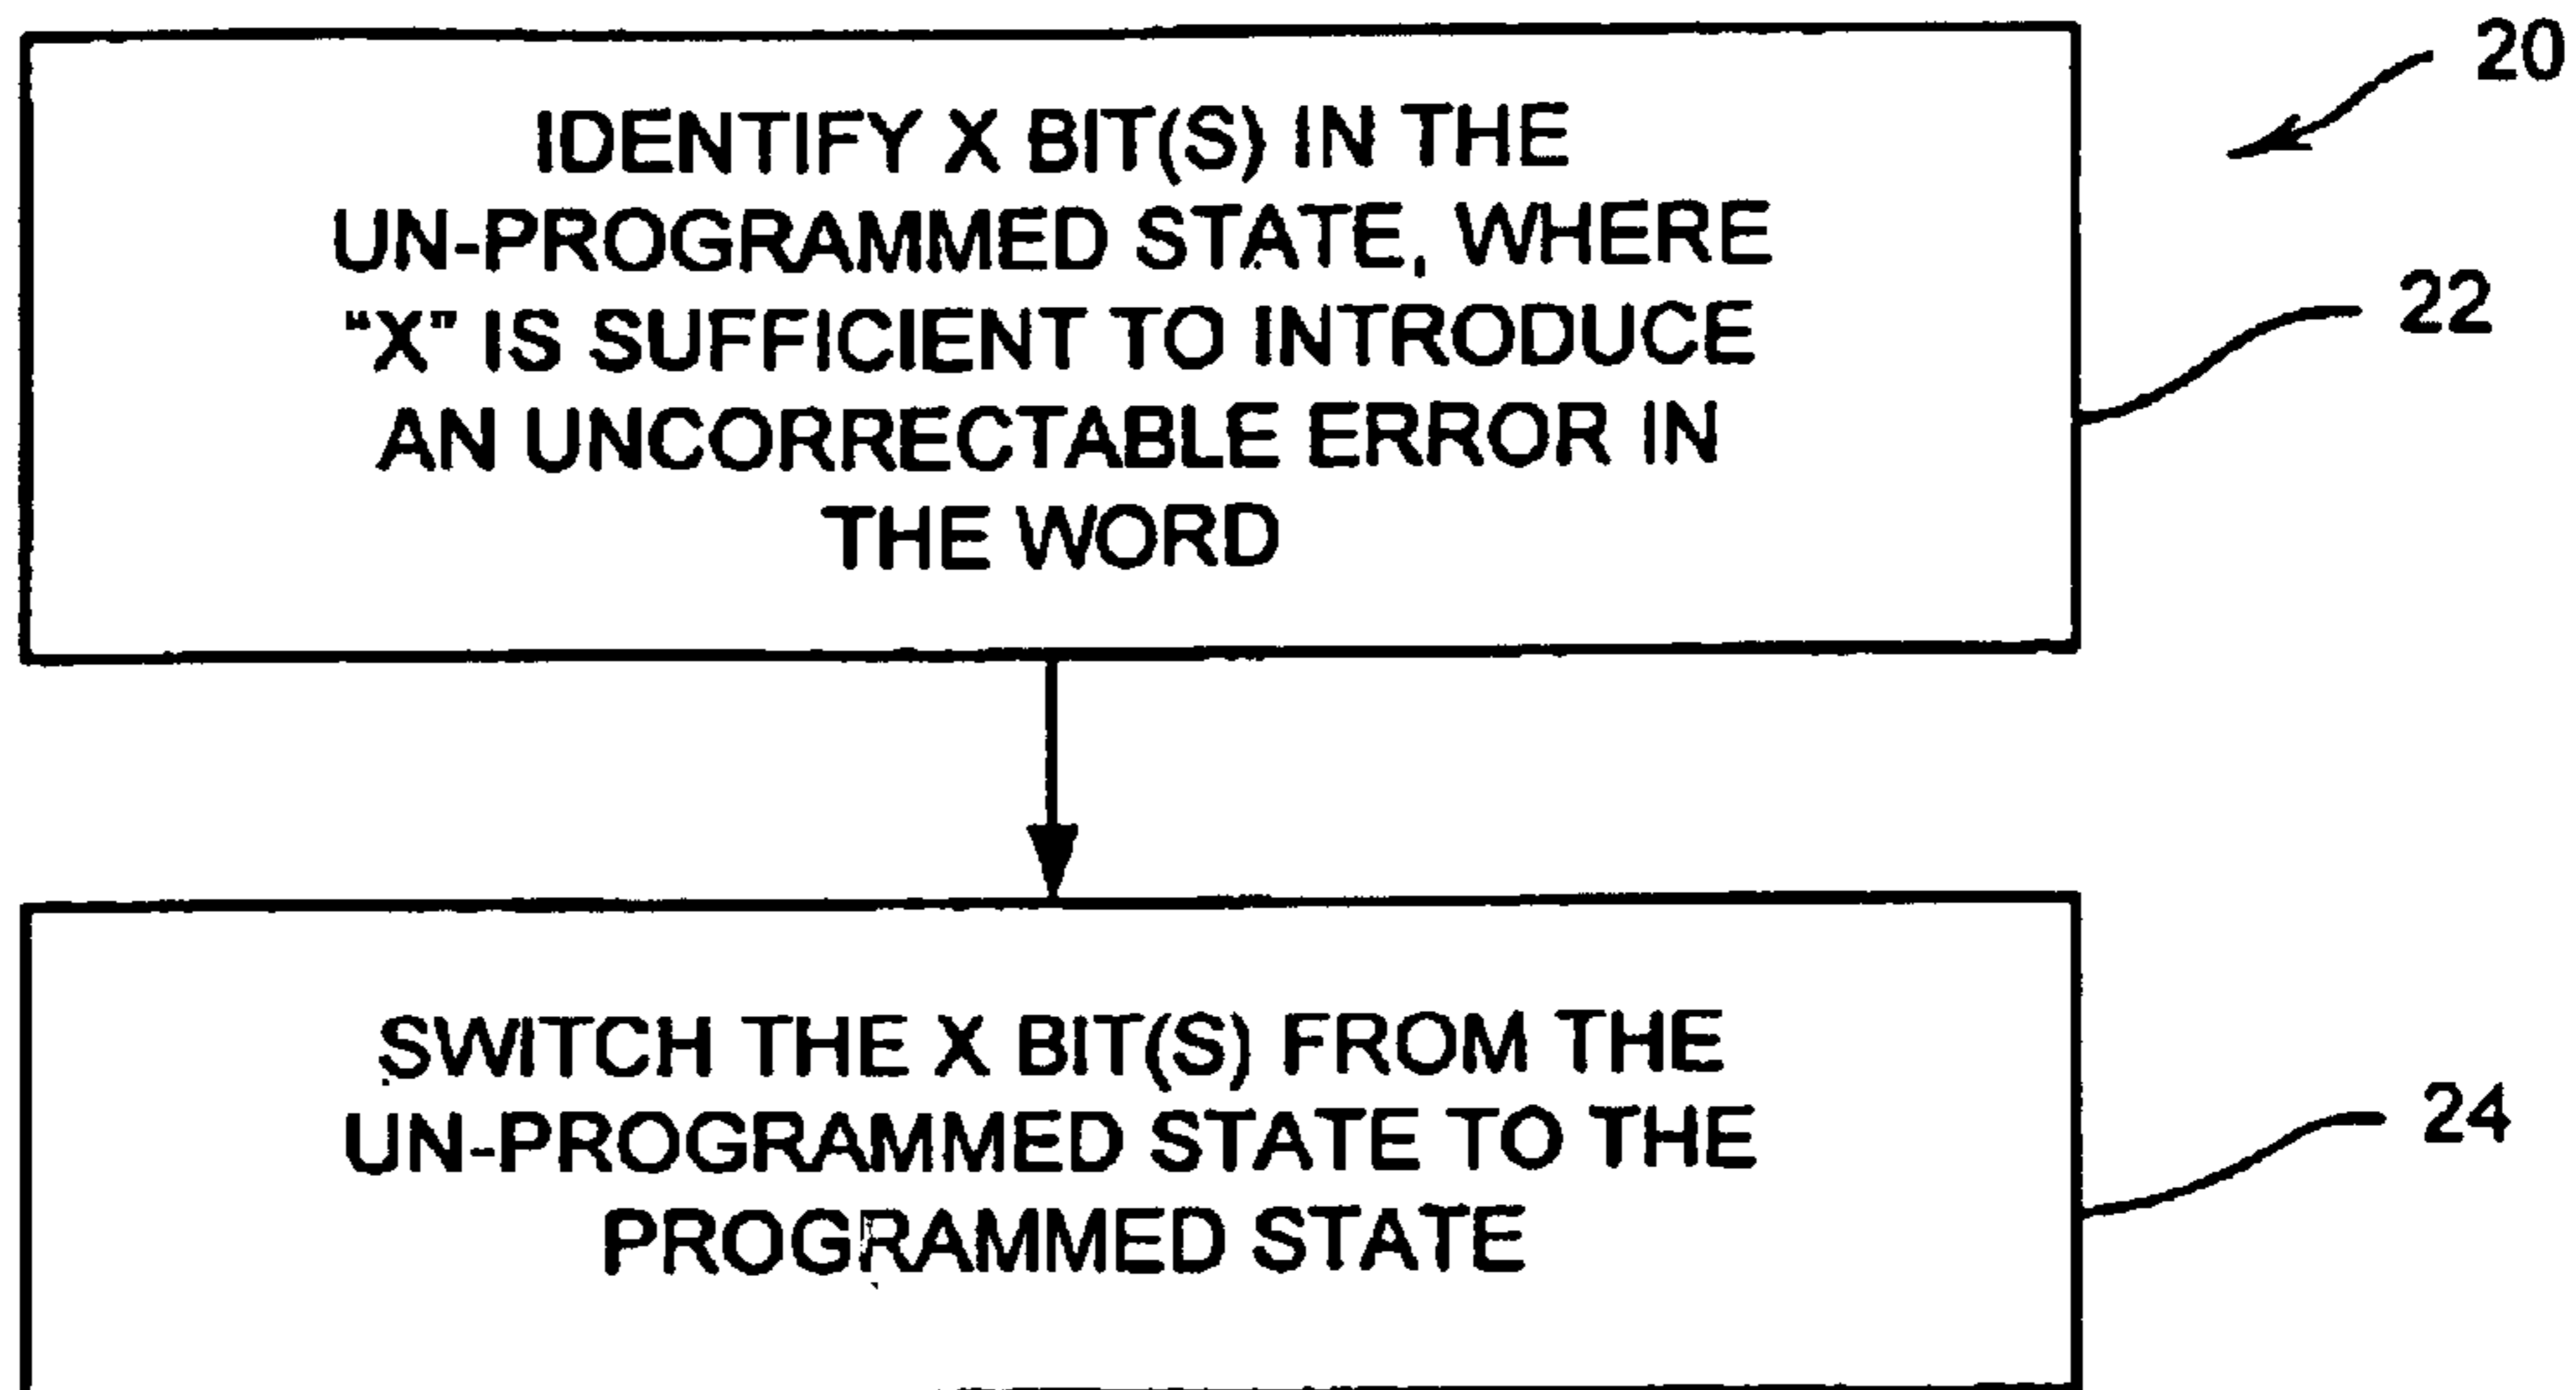 20
IDENTIFY X BIT(S) IN THE
UN-PROGRAMMED STATE, WHERE
"X" IS SUFFICIENT TO INTRODUCE
AN UNCORRECTABLE ERROR IN
THE WORD
22
SWITCH THE X BIT(S) FROM THE
UN-PROGRAMMED STATE TO THE
PROGRAMMED STATE
24